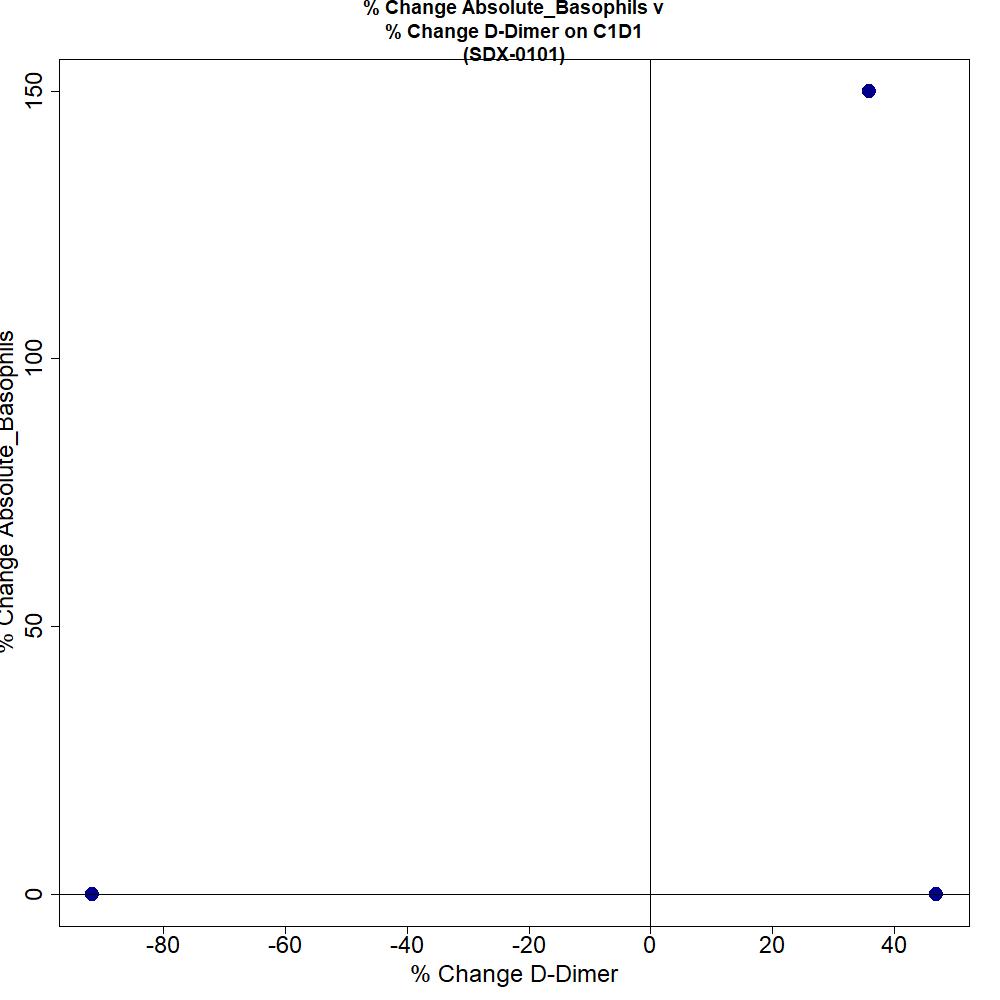 % Change Absolute_Basophils v
% Change D-Dimer on C1D1
(SDX-0101)
150
100
50
0
% Change Absolute_Basophils
-80 -60 -40 -20 0 20 40
% Change D-Dimer